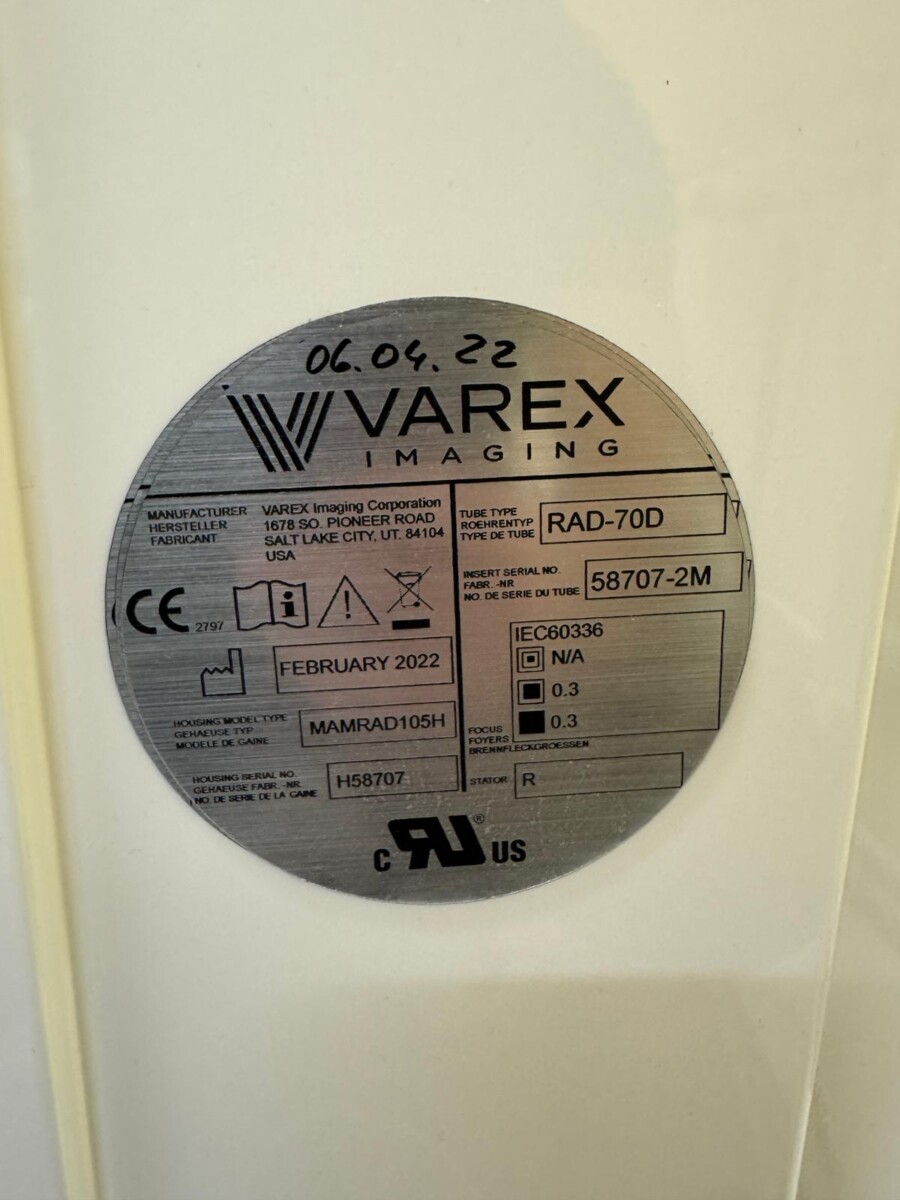 06.04.22
VAREX
IMAGING
MANUFACTURER
HERSTELLER
FABRICANT
VAREX Imaging Corporation
1678 SO. PIONEER ROAD
SALT LAKE CITY, UT. 84104
USA
CE 2797
FEBRUARY 2022
HOUSING MODEL TYPE
GEHAEUSE TYP
MODELE DE GAINE
MAMRAD105H
HOUSING SERIAL NO.
GEHAEUSE FABR. -NR.
NO. DE SERIE DE LA GAINE
H58707
TUBE TYPE
ROEHRENTYP
TYPE DE TUBE
RAD-70D
INSERT SERIAL NO.
FABR. -NR
NO. DE SERIE DU TUBE
58707-2M
IEC60336
N/A
0.3
0.3
FOCUS
FOYERS
BRENNFLECKGROESSEN
STATOR
R
C RU® US